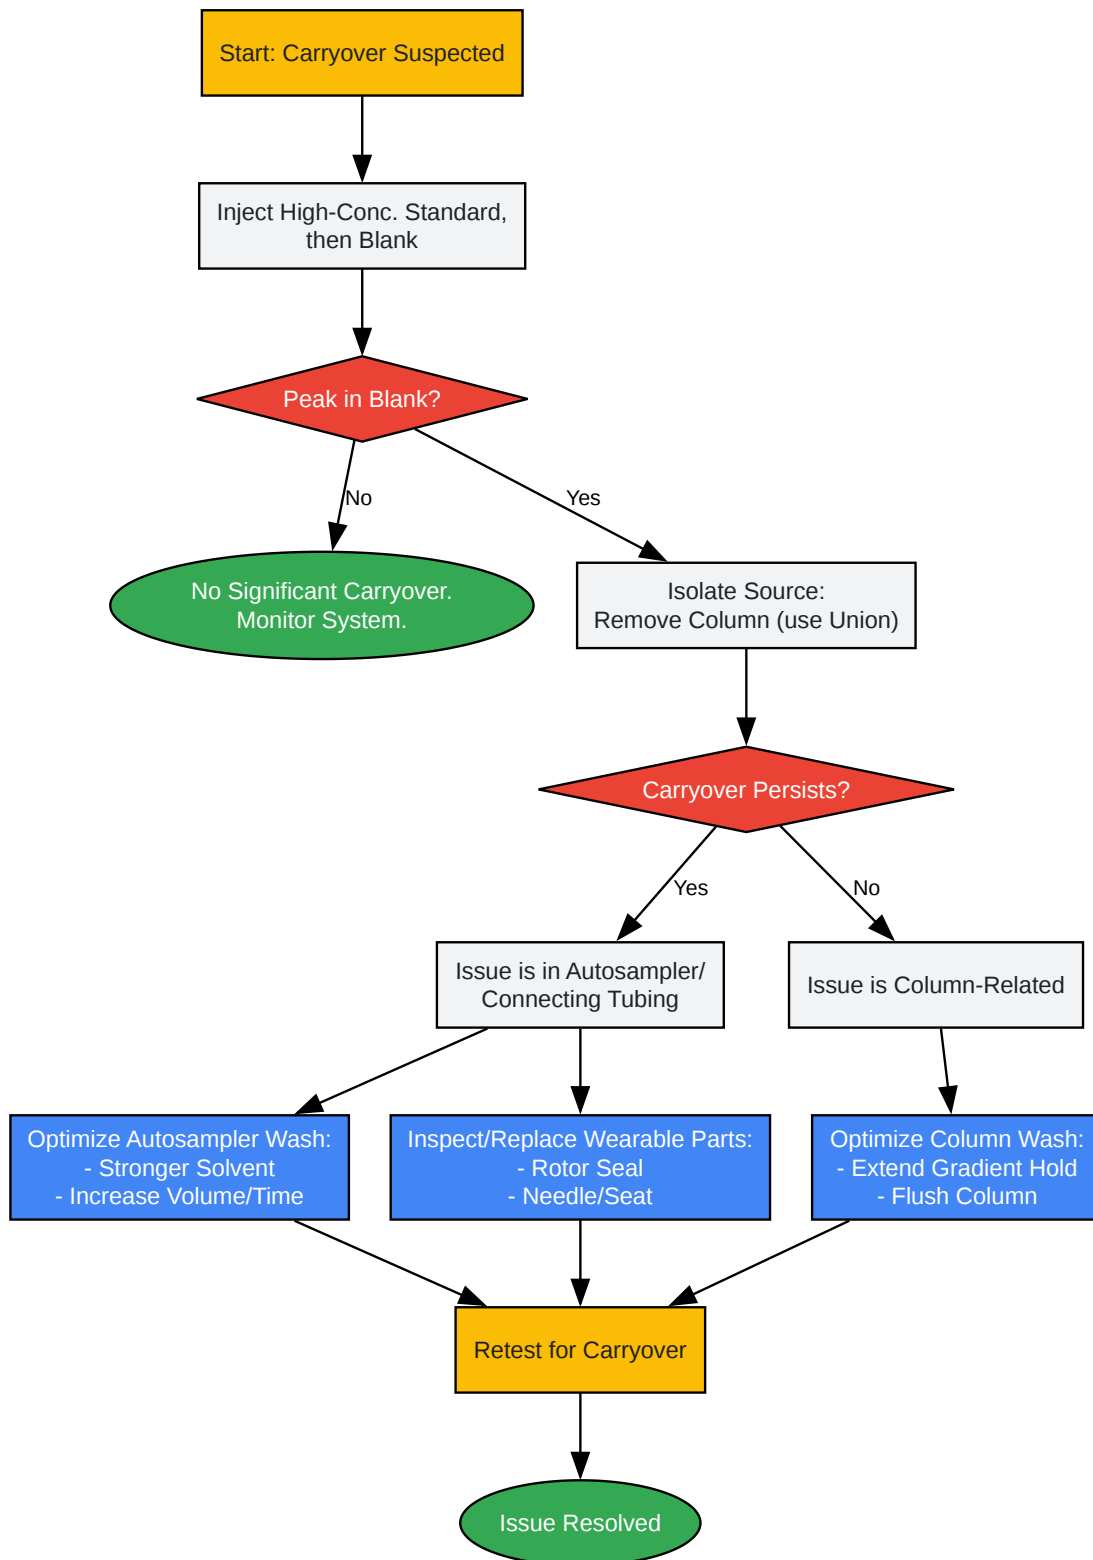 Start: Carryover Suspected
Inject High-Conc. Standard,
then Blank
Peak in Blank?
No
Yes
No Significant Carryover.
Monitor System.
Isolate Source:
Remove Column (use Union)
Carryover Persists?
Yes
No
Issue is in Autosampler/
Connecting Tubing
Issue is Column-Related
Optimize Autosampler Wash:
- Stronger Solvent
- Increase Volume/Time
Inspect/Replace Wearable Parts:
- Rotor Seal
- Needle/Seat
Optimize Column Wash:
- Extend Gradient Hold
- Flush Column
Retest for Carryover
Issue Resolved